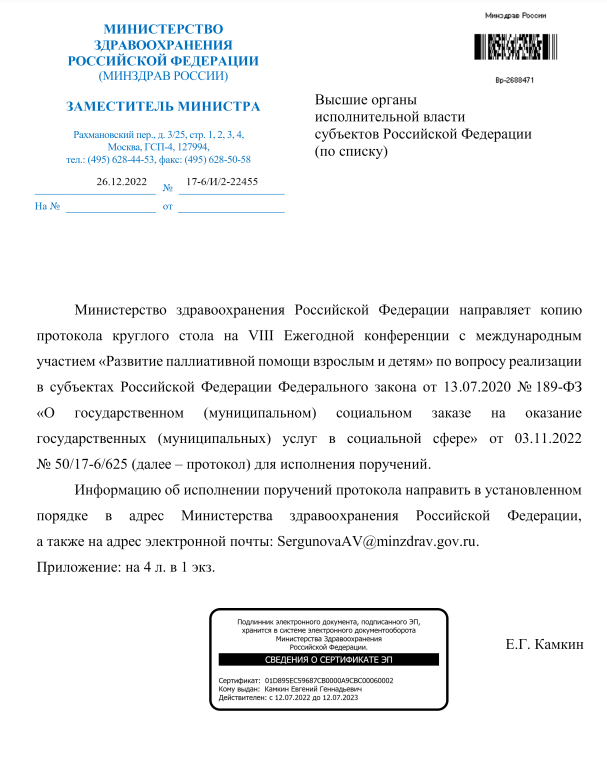 МИНИСТЕРСТВО
ЗДРАВООХРАНЕНИЯ
РОССИЙСКОЙ ФЕДЕРАЦИИ
(МИНЗДРАВ РОССИИ)
ЗАМЕСТИТЕЛЬ МИНИСТРА
Рахмановский пер., д. 3/25, стр. 1, 2, 3, 4,
Москва, ГСП-4, 127994,
тел.: (495) 628-44-53, факс: (495) 628-50-58
26.12.2022 № 17-6/И/2-22455
На № от
Минздрав России
Вр-2688471
Высшие органы
исполнительной власти
субъектов Российской Федерации
(по списку)
Министерство здравоохранения Российской Федерации направляет копию
протокола круглого стола на VIII Ежегодной конференции с международным
участием «Развитие паллиативной помощи взрослым и детям» по вопросу реализации
в субъектах Российской Федерации Федерального закона от 13.07.2020 № 189-ФЗ
«О государственном (муниципальном) социальном заказе на оказание
государственных (муниципальных) услуг в социальной сфере» от 03.11.2022
№ 50/17-6/625 (далее – протокол) для исполнения поручений.
Информацию об исполнении поручений протокола направить в установленном
порядке в адрес Министерства здравоохранения Российской Федерации,
а также на адрес электронной почты: SergunovaAV@minzdrav.gov.ru.
Приложение: на 4 л. в 1 экз.
Подлинник электронного документа, подписанного ЭП,
хранится в системе электронного документооборота
Министерства Здравоохранения
Российской Федерации.
СВЕДЕНИЯ О СЕРТИФИКАТЕ ЭП
Сертификат: 01D895EC59687CB0000A9CBC00060002
Кому выдан: Камкин Евгений Геннадьевич
Действителен: с 12.07.2022 до 12.07.2023
Е.Г. Камкин